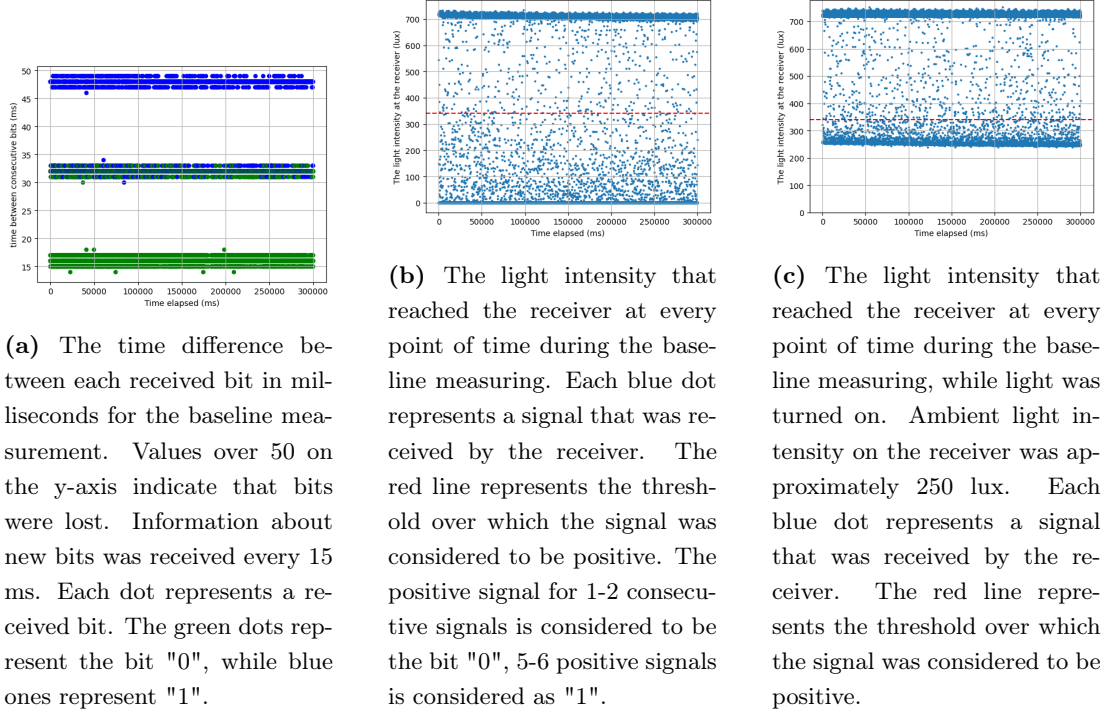 50
45
40
35
30
25
20
15
time between consecutive bits (ms)
0 50000 100000 150000 200000 250000 300000
Time elapsed (ms)
(a) The time difference be-
tween each received bit in mil-
liseconds for the baseline mea-
surement. Values over 50 on
the y-axis indicate that bits
were lost. Information about
new bits was received every 15
ms. Each dot represents a re-
ceived bit. The green dots rep-
resent the bit "0", while blue
ones represent "1".
700
600
500
400
300
200
100
0
The light intensity at the receiver (lux)
0 50000 100000 150000 200000 250000 300000
Time elapsed (ms)
(b) The light intensity that
reached the receiver at every
point of time during the base-
line measuring. Each blue dot
represents a signal that was re-
ceived by the receiver. The
red line represents the thresh-
old over which the signal was
considered to be positive. The
positive signal for 1-2 consecu-
tive signals is considered to be
the bit "0", 5-6 positive signals
is considered as "1".
700
600
500
400
300
200
100
0
The light intensity at the receiver (lux)
0 50000 100000 150000 200000 250000 300000
Time elapsed (ms)
(c) The light intensity that
reached the receiver at every
point of time during the base-
line measuring, while light was
turned on. Ambient light in-
tensity on the receiver was ap-
proximately 250 lux. Each
blue dot represents a signal
that was received by the re-
ceiver. The red line repre-
sents the threshold over which
the signal was considered to be
positive.